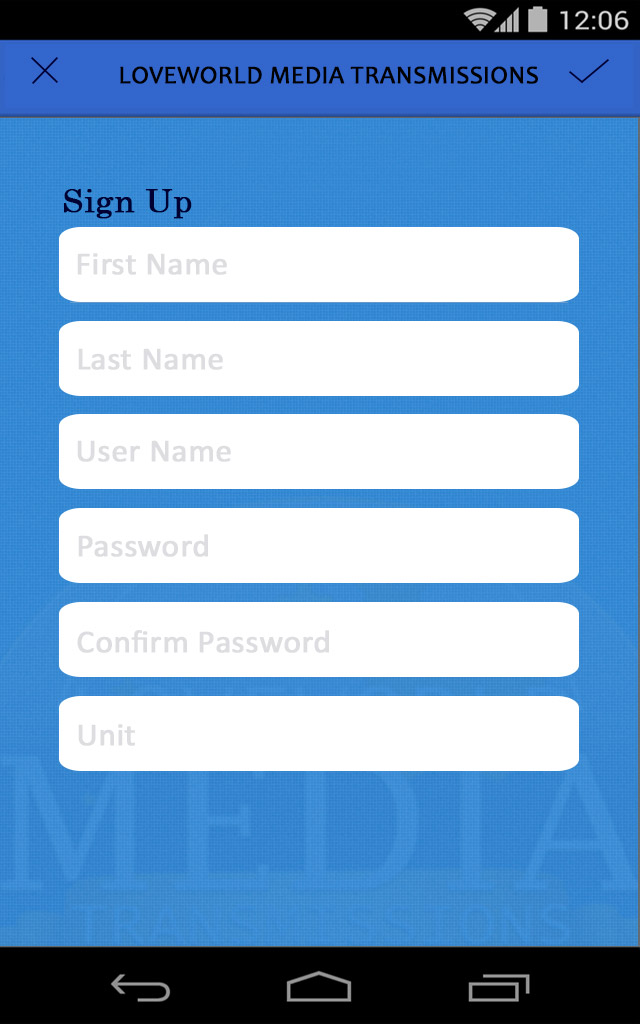 12:06
LOVEWORLD MEDIA TRANSMISSIONS
Sign Up
First Name
Last Name
User Name
Password
Confirm Password
Unit
MEDIA
TRANSMISSIONS